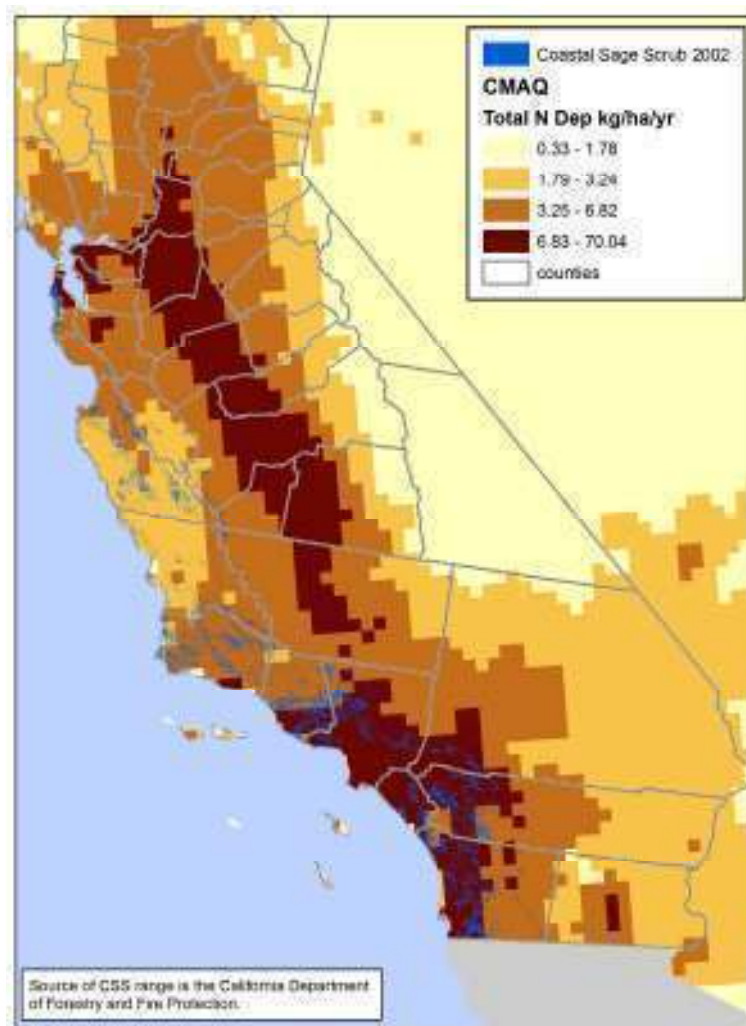 Coastal Sage Scrub 2002
CMAQ
Total N Dep kg/ha/yr
0.33 - 1.78
1.79 - 3.24
3.25 - 6.82
6.83 - 70.04
counties
Source of CSS range is the California Department
of Forestry and Fire Protection.